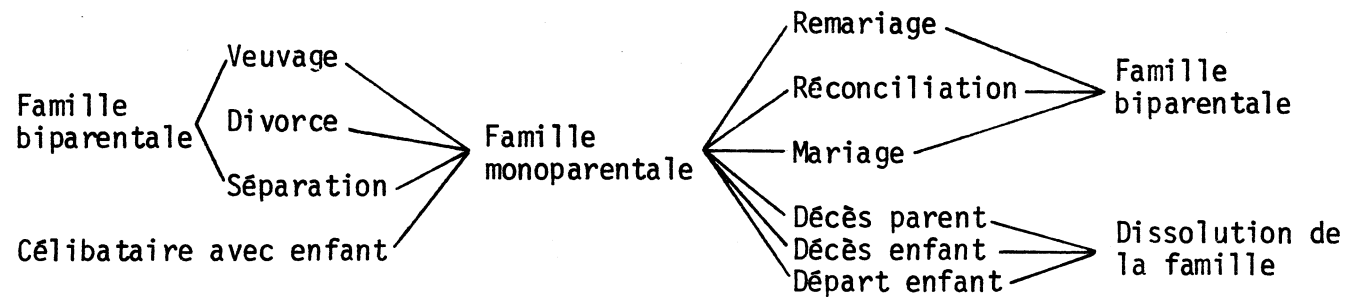 Famille
biparentale
Veuvage
Divorce
Séparation
Célibataire avec enfant
Famille
monoparentale
Remariage
Réconciliation
Mariage
Décès parent
Décès enfant
Départ enfant
Famille
biparentale
Dissolution de
la famille